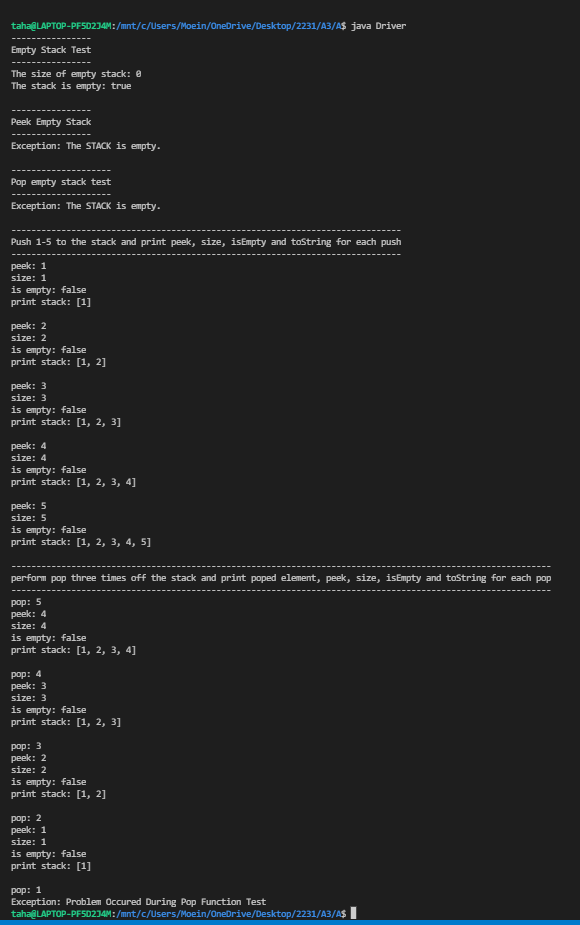 taha@LAPTOP-PF5D2J4M:/mnt/c/Users/Moein/OneDrive/Desktop/2231/A3/A$ java Driver
----------------
Empty Stack Test
----------------
The size of empty stack: 0
The stack is empty: true
----------------
Peek Empty Stack
----------------
Exception: The STACK is empty.
--------------------
Pop empty stack test
--------------------
Exception: The STACK is empty.
------------------------------------------------------------------------------
Push 1-5 to the stack and print peek, size, isEmpty and toString for each push
------------------------------------------------------------------------------
peek: 1
size: 1
is empty: false
print stack: [1]
peek: 2
size: 2
is empty: false
print stack: [1, 2]
peek: 3
size: 3
is empty: false
print stack: [1, 2, 3]
peek: 4
size: 4
is empty: false
print stack: [1, 2, 3, 4]
peek: 5
size: 5
is empty: false
print stack: [1, 2, 3, 4, 5]
------------------------------------------------------------------------------------------------------------
perform pop three times off the stack and print poped element, peek, size, isEmpty and toString for each pop
------------------------------------------------------------------------------------------------------------
pop: 5
peek: 4
size: 4
is empty: false
print stack: [1, 2, 3, 4]
pop: 4
peek: 3
size: 3
is empty: false
print stack: [1, 2, 3]
pop: 3
peek: 2
size: 2
is empty: false
print stack: [1, 2]
pop: 2
peek: 1
size: 1
is empty: false
print stack: [1]
pop: 1
Exception: Problem Occured During Pop Function Test
taha@LAPTOP-PF5D2J4M:/mnt/c/Users/Moein/OneDrive/Desktop/2231/A3/A$